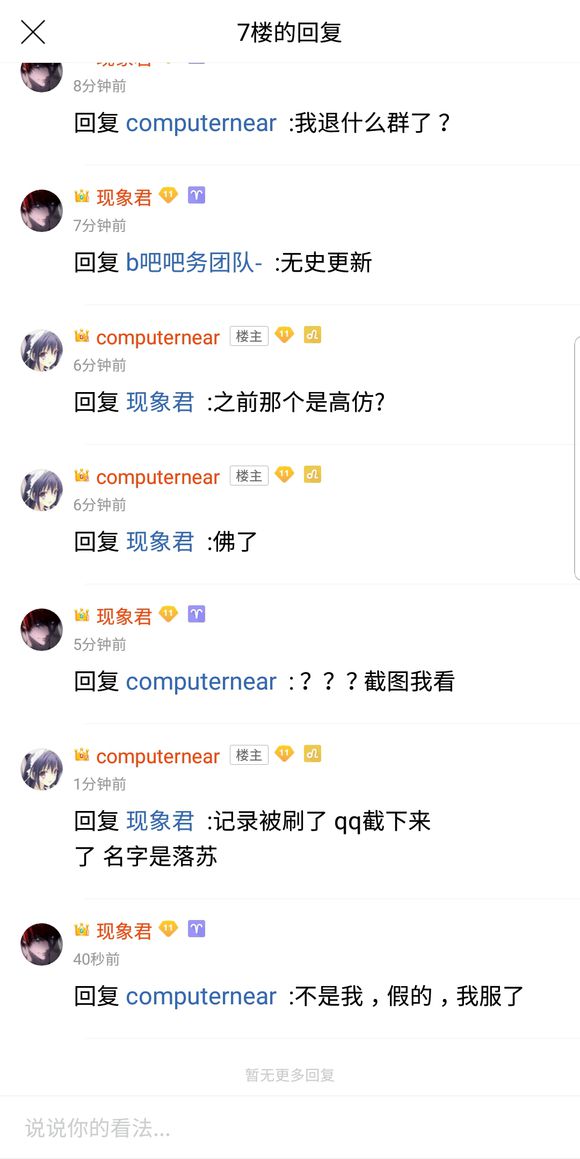 7楼的回复
现象君
8分钟前
回复 computernear :我退什么群了？
现象君 11
7分钟前
回复 b吧吧务团队- :无史更新
computernear 楼主 11
6分钟前
回复 现象君 :之前那个是高仿?
computernear 楼主 11
6分钟前
回复 现象君 :佛了
现象君 11
5分钟前
回复 computernear :？？？截图我看
computernear 楼主 11
1分钟前
回复 现象君 :记录被刷了 qq截下来
了 名字是落苏
现象君 11
40秒前
回复 computernear :不是我，假的，我服了
暂无更多回复
说说你的看法...